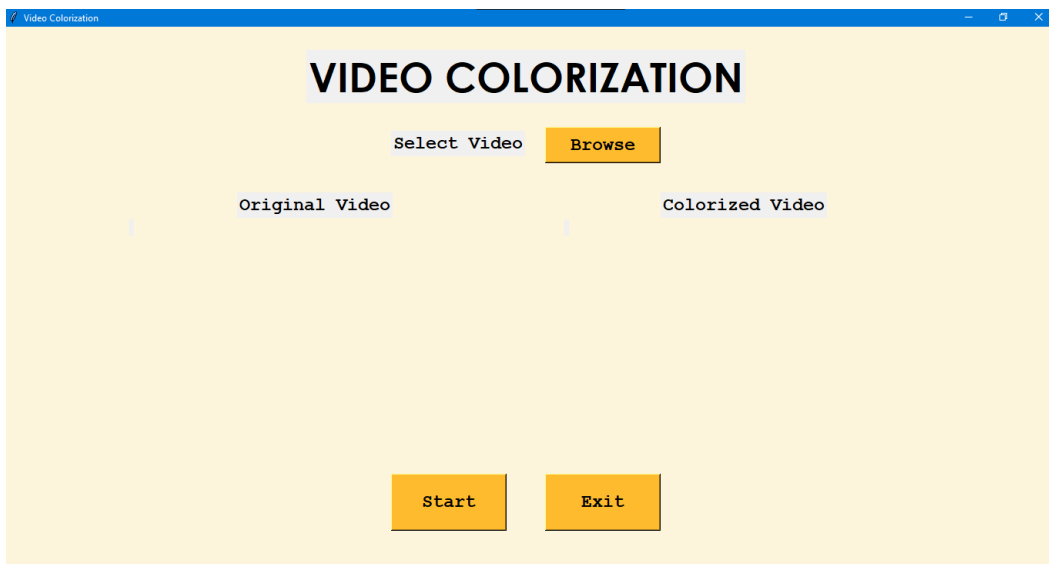 Video Colorization
VIDEO COLORIZATION
Select Video Browse
Original Video Colorized Video
Start Exit